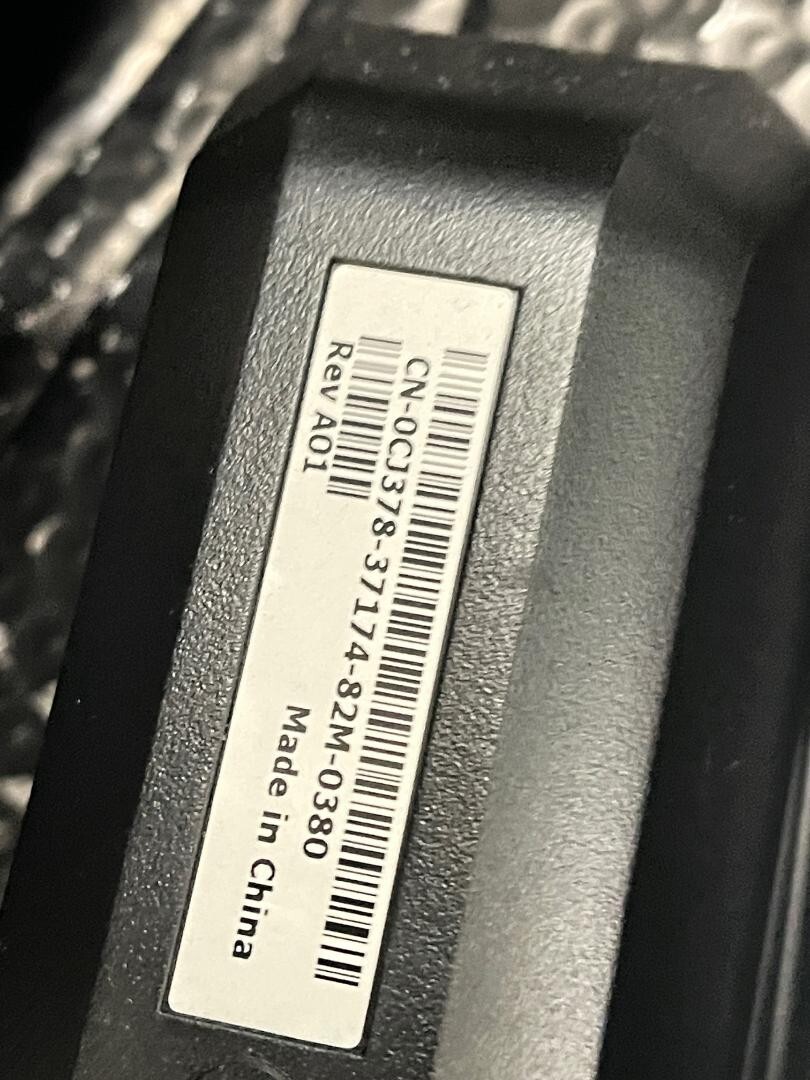 CN-0CJ378-37174-82M-0380
Rev A01
Made in China